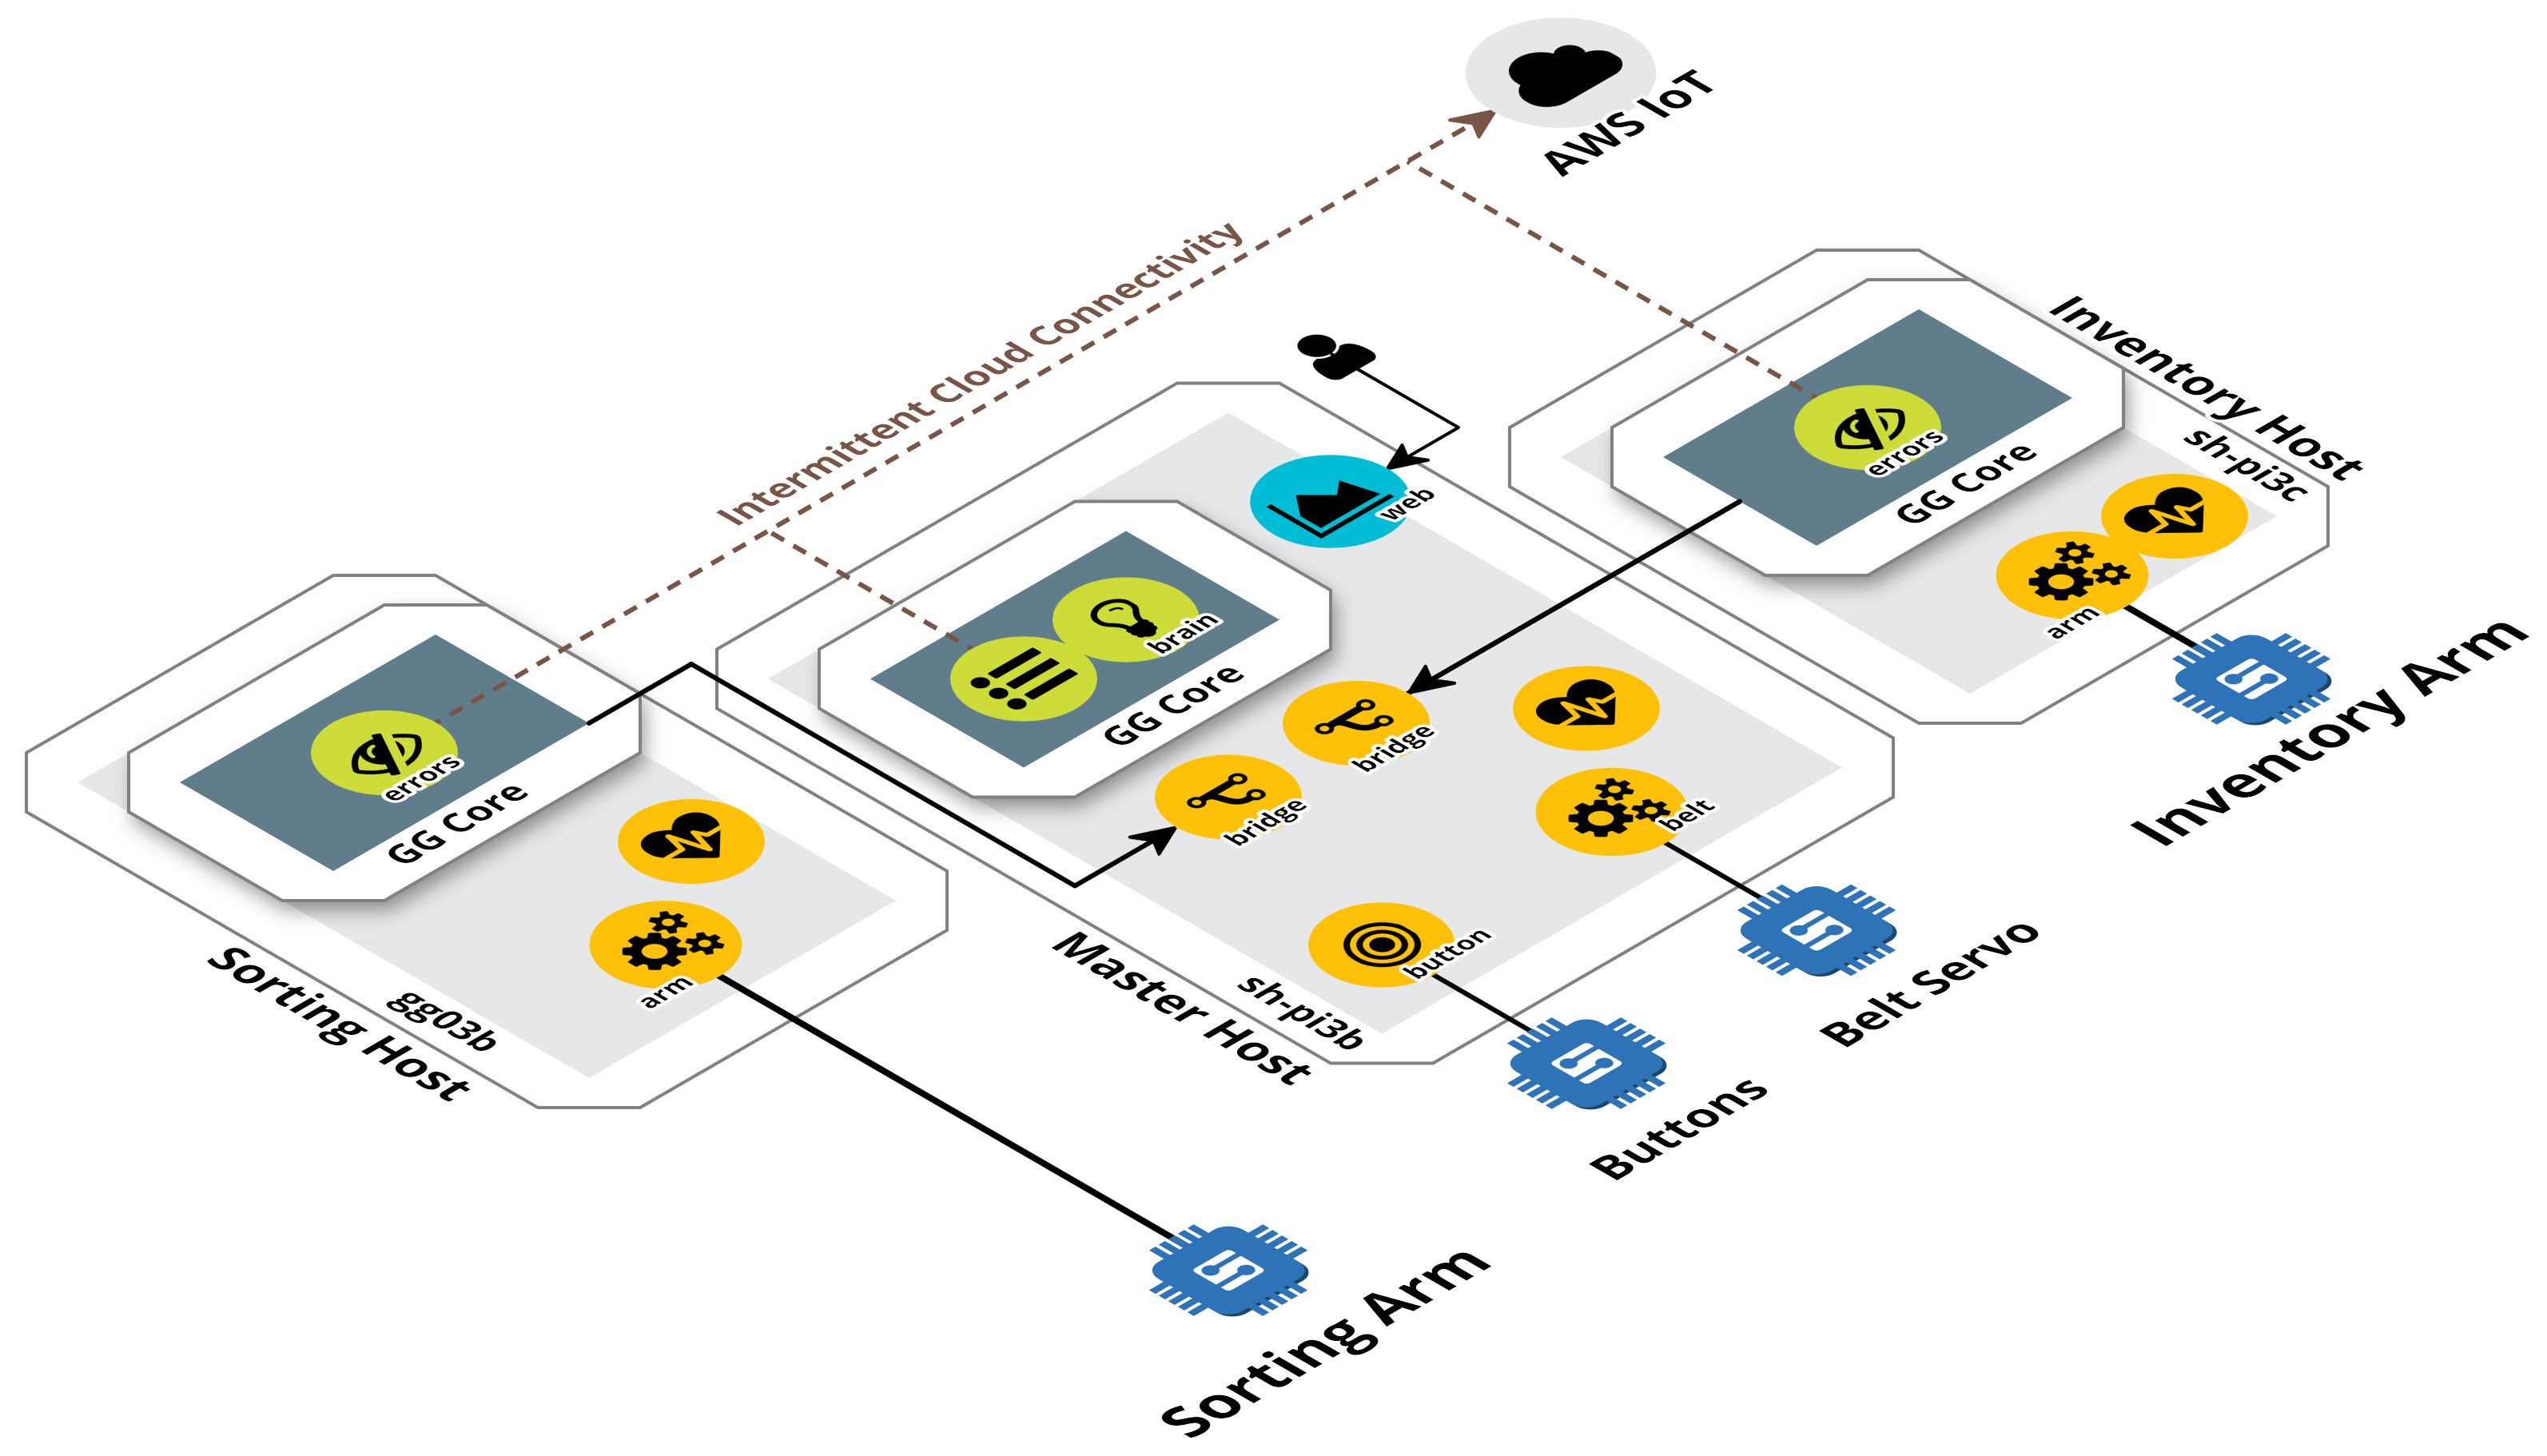 AWS IoT
Intermittent Cloud Connectivity
Inventory Host
sh-pi3c
errors
GG Core
arm
Inventory Arm
web
brain
GG Core
bridge
bridge
belt
button
Master Host
sh-pi3b
Belt Servo
Buttons
errors
GG Core
arm
Sorting Host
gg03b
Sorting Arm